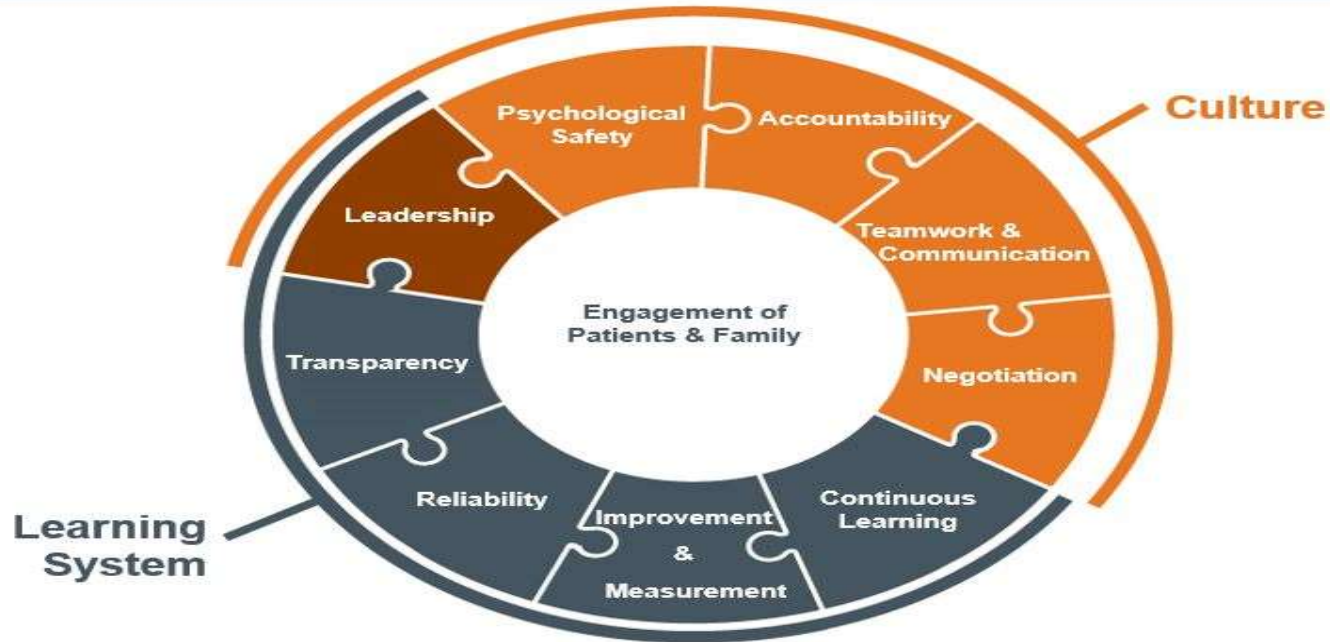 Psychological
Safety
Accountability
Culture
Leadership
Teamwork &
Communication
Engagement of
Patients & Family
Transparency
Negotiation
Reliability
Improvement
&
Measurement
Continuous
Learning
Learning
System